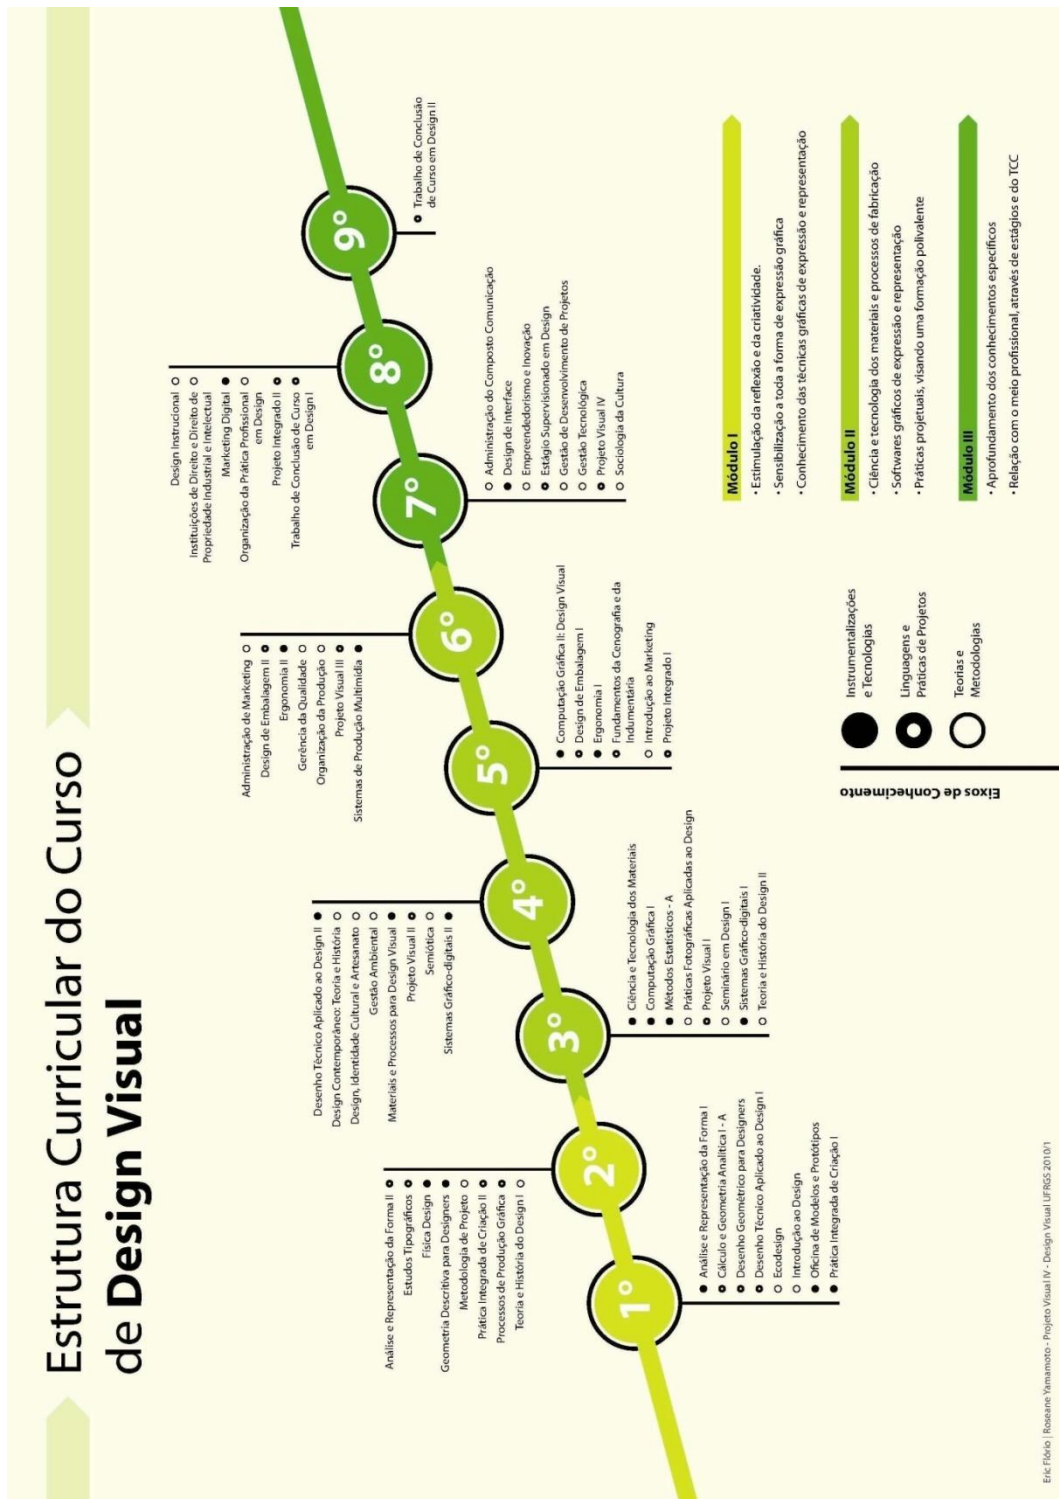 Estrutura Curricular do Curso
de Design Visual
1º
Análise e Representação da Forma I
Cálculo e Geometria Analítica I - A
Desenho Geométrico para Designers
Desenho Técnico Aplicado ao Design I
Ecodesign
Introdução ao Design
Oficina de Modelos e Protótipos
Prática Integrada de Criação I
2º
Análise e Representação da Forma II
Estudos Tipográficos
Física Design
Geometria Descritiva para Designers
Metodologia de Projeto
Prática Integrada de Criação II
Processos de Produção Gráfica
Teoria e História do Design I
3º
Ciência e Tecnologia dos Materiais
Computação Gráfica I
Métodos Estatísticos - A
Práticas Fotográficas Aplicadas ao Design
Projeto Visual I
Seminário em Design I
Sistemas Gráfico-digitais I
Teoria e História do Design II
4º
Desenho Técnico Aplicado ao Design II
Design Contemporâneo: Teoria e História
Design, Identidade Cultural e Artesanato
Gestão Ambiental
Materiais e Processos para Design Visual
Projeto Visual II
Semiótica
Sistemas Gráfico-digitais II
5º
Computação Gráfica II: Design Visual
Design de Embalagem I
Ergonomia I
Fundamentos da Cenografia e da
Indumentária
Introdução ao Marketing
Projeto Integrado I
6º
Administração de Marketing
Design de Embalagem II
Ergonomia II
Gerência da Qualidade
Organização da Produção
Projeto Visual III
Sistemas de Produção Multimídia
7º
Administração do Composto Comunicação
Design de Interface
Empreendedorismo e Inovação
Estágio Supervisionado em Design
Gestão de Desenvolvimento de Projetos
Gestão Tecnológica
Projeto Visual IV
Sociologia da Cultura
8º
Design Instrucional
Instituições de Direito e Direito de
Propriedade Industrial e Intelectual
Marketing Digital
Organização da Prática Profissional
em Design
Projeto Integrado II
Trabalho de Conclusão de Curso
em Design I
9º
Trabalho de Conclusão
de Curso em Design II
Eixos de Conhecimento
Instrumentalizações
e Tecnologias
Linguagens e
Práticas de Projetos
Teorias e
Metodologias
Módulo I
• Estimulação da reflexão e da criatividade.
• Sensibilização a toda a forma de expressão gráfica
• Conhecimento das técnicas gráficas de expressão e representação
Módulo II
• Ciência e tecnologia dos materiais e processos de fabricação
• Softwares gráficos de expressão e representação
• Práticas projetuais, visando uma formação polivalente
Módulo III
• Aprofundamento dos conhecimentos específicos
• Relação com o meio profissional, através de estágios e do TCC
Eric Flório | Roseane Yamamoto - Projeto Visual IV - Design Visual UFRGS 2010/1